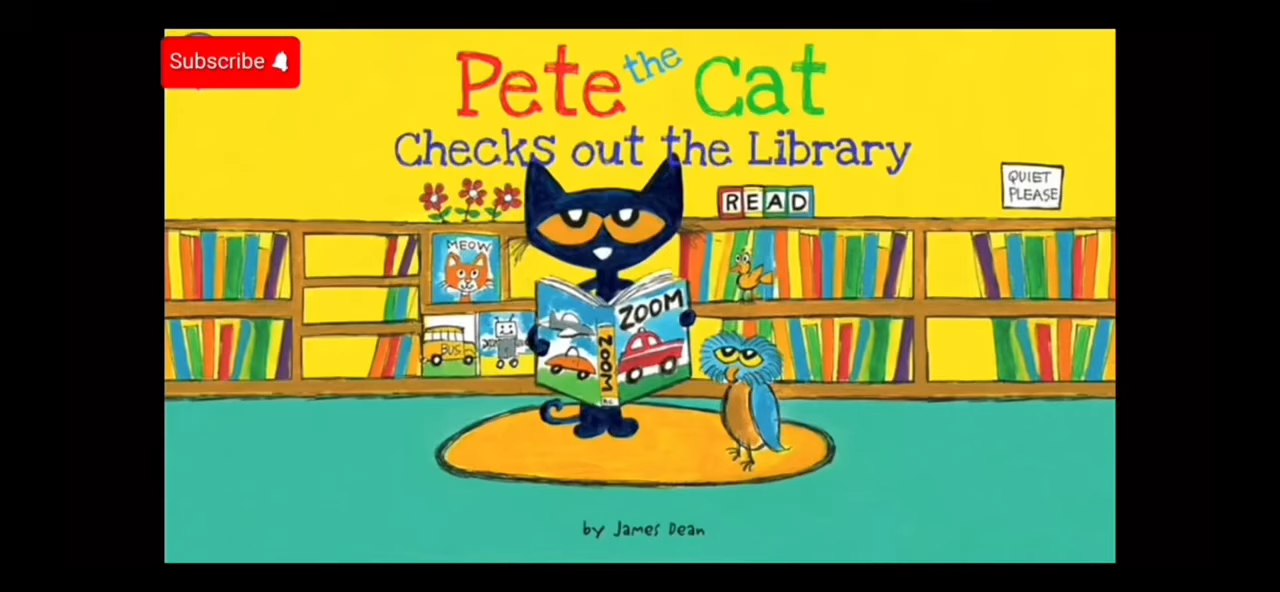 Subscribe
Pete the Cat
Checks out the Library
QUIET
PLEASE
READ
MEOW
ZOOM
ZOOM
BUS
by James Dean